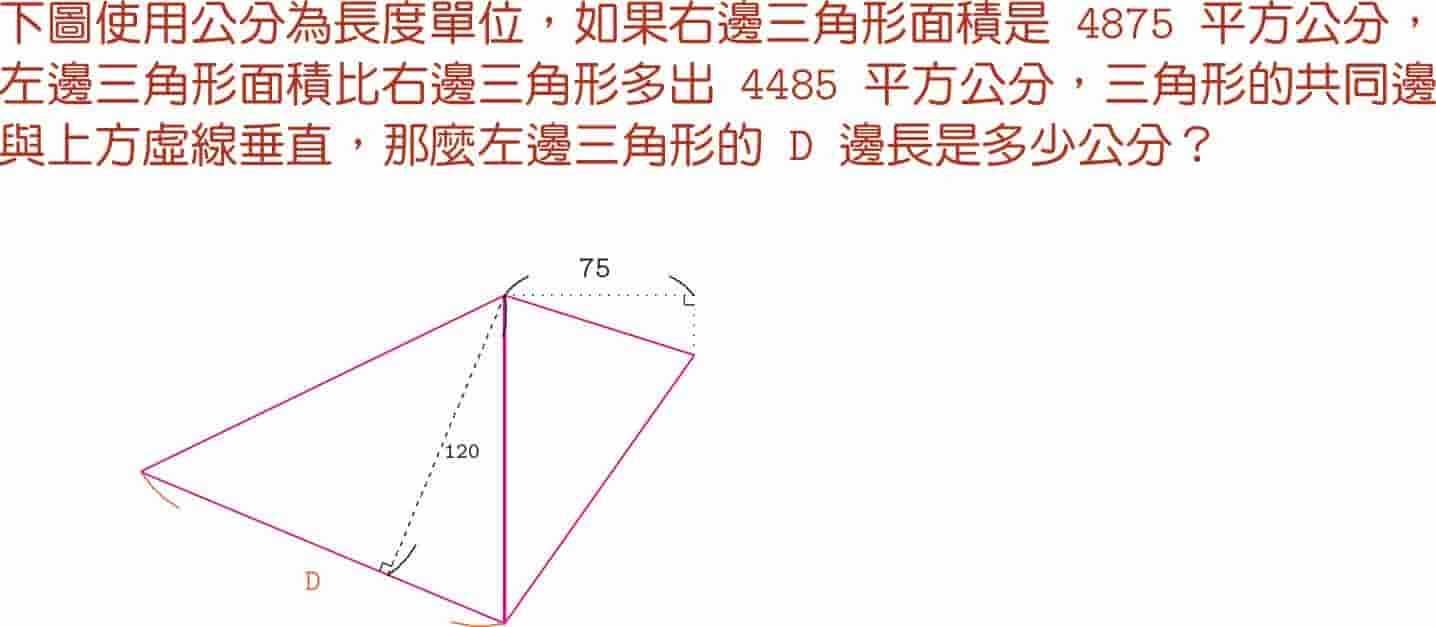 下圖使用公分為長度單位，如果右邊三角形面積是 4875 平方公分，
左邊三角形面積比右邊三角形多出 4485 平方公分，三角形的共同邊
與上方虛線垂直，那麼左邊三角形的 D 邊長是多少公分？
75
120
D